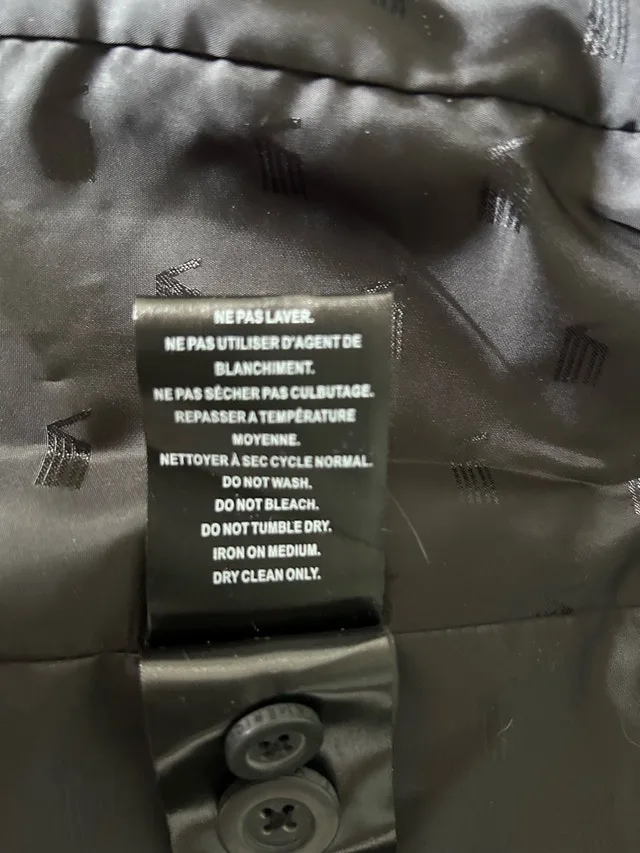 NE PAS LAVER.
NE PAS UTILISER D'AGENT DE
BLANCHIMENT.
NE PAS SÉCHER PAS CULBUTAGE.
REPASSER A TEMPÉRATURE
MOYENNE.
NETTOYER À SEC CYCLE NORMAL.
DO NOT WASH.
DO NOT BLEACH.
DO NOT TUMBLE DRY.
IRON ON MEDIUM.
DRY CLEAN ONLY.